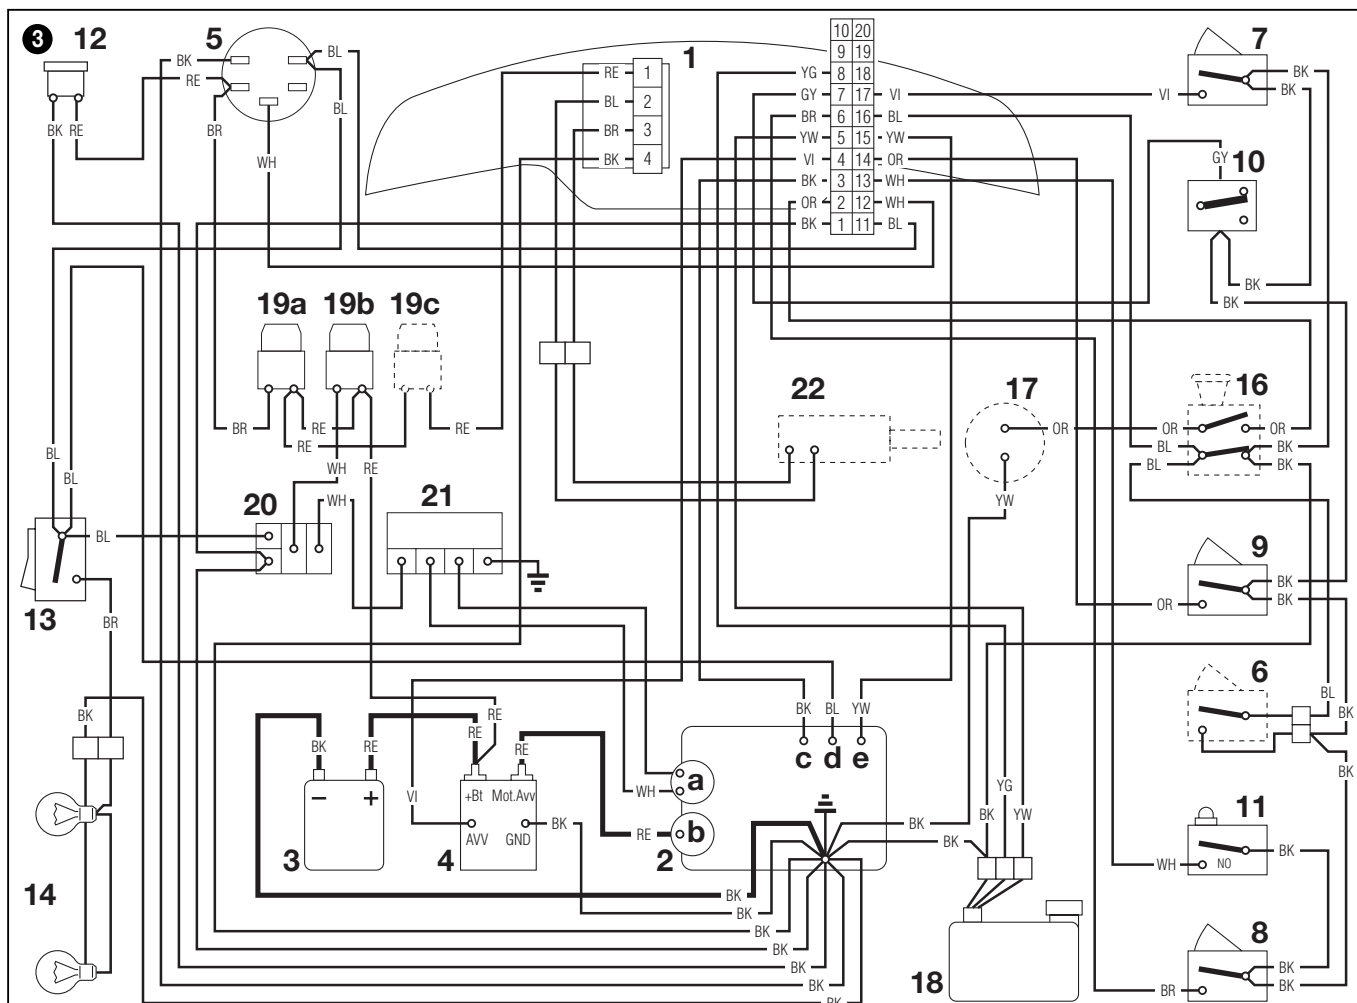 3 12 5 1 7
BK
RE
BL
BL
BK RE
BR
WH
RE 1
BL 2
BR 3
BK 4
10 20
9 19
YG 8 18
GY 7 17 VI
BR 6 16 BL
YW 5 15 YW
VI 4 14 OR
BK 3 13 WH
OR 2 12 WH
BK 1 11 BL
VI
BK
BK
GY 10
BK
BK
19a 19b 19c
BR RE RE RE
WH RE
22 17 16
OR OR OR
BL BK
BL BK
YW
BL BL
20 WH 21
BL
13
BR
9
BK
BK
OR
6
BL BK
BK
BK
BK RE RE RE RE
BK BL YW
c d e
− +
3
VI
+Bt Mot.Avv
AVV GND
4
BK
WH a
RE b
2
BK
BK
BK YG YW
11
WH NO BK
14
BK
BK
BK
BK
BK
BK
BK
18
8
BR
BK
BK